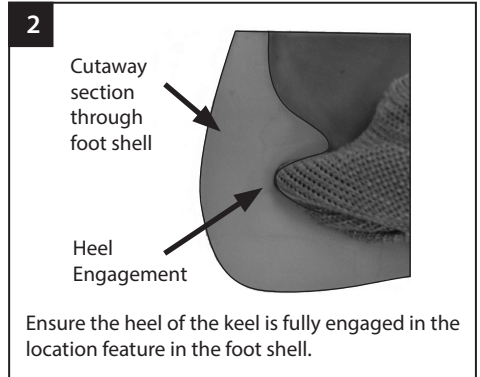 2
Cutaway
section
through
foot shell
Heel
Engagement
Ensure the heel of the keel is fully engaged in the
location feature in the foot shell.